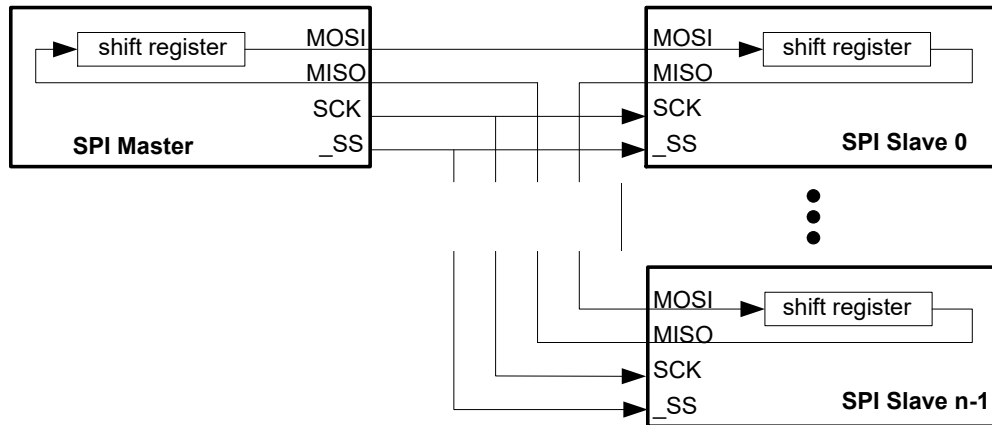 shift register
MOSI
MISO
SCK
_SS
SPI Master
MOSI
MISO
SCK
_SS
shift register
SPI Slave 0
MOSI
MISO
SCK
_SS
shift register
SPI Slave n-1